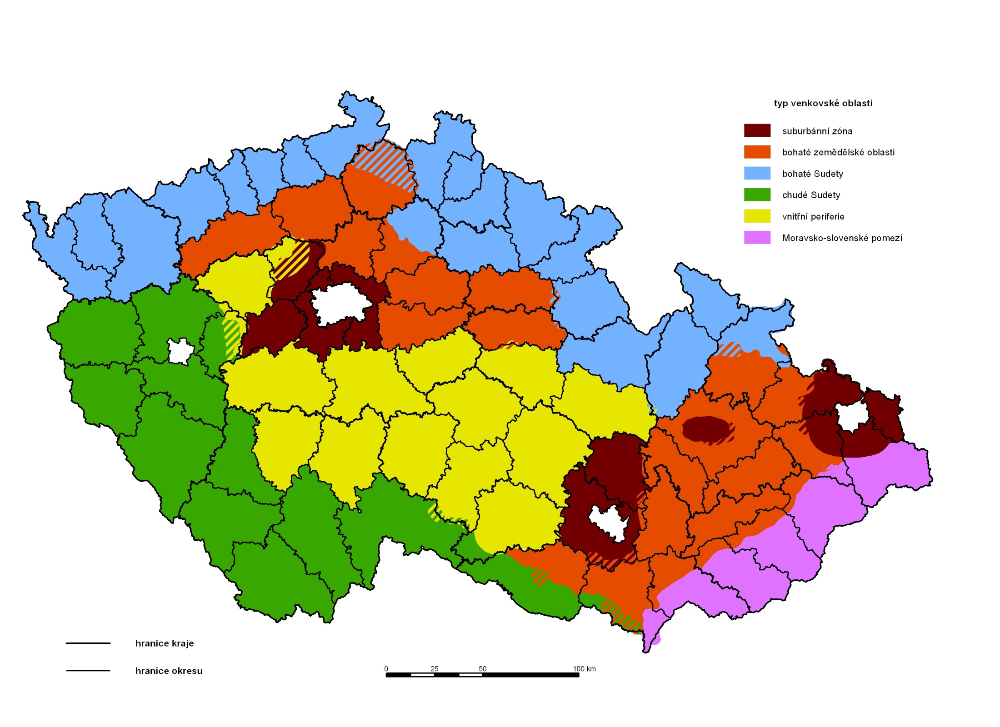 typ venkovské oblasti
suburbánní zóna
bohaté zemědělské oblasti
bohaté Sudety
chudé Sudety
vnitřní periferie
Moravsko-slovenské pomezí
hranice kraje
hranice okresu
0 25 50 100 km